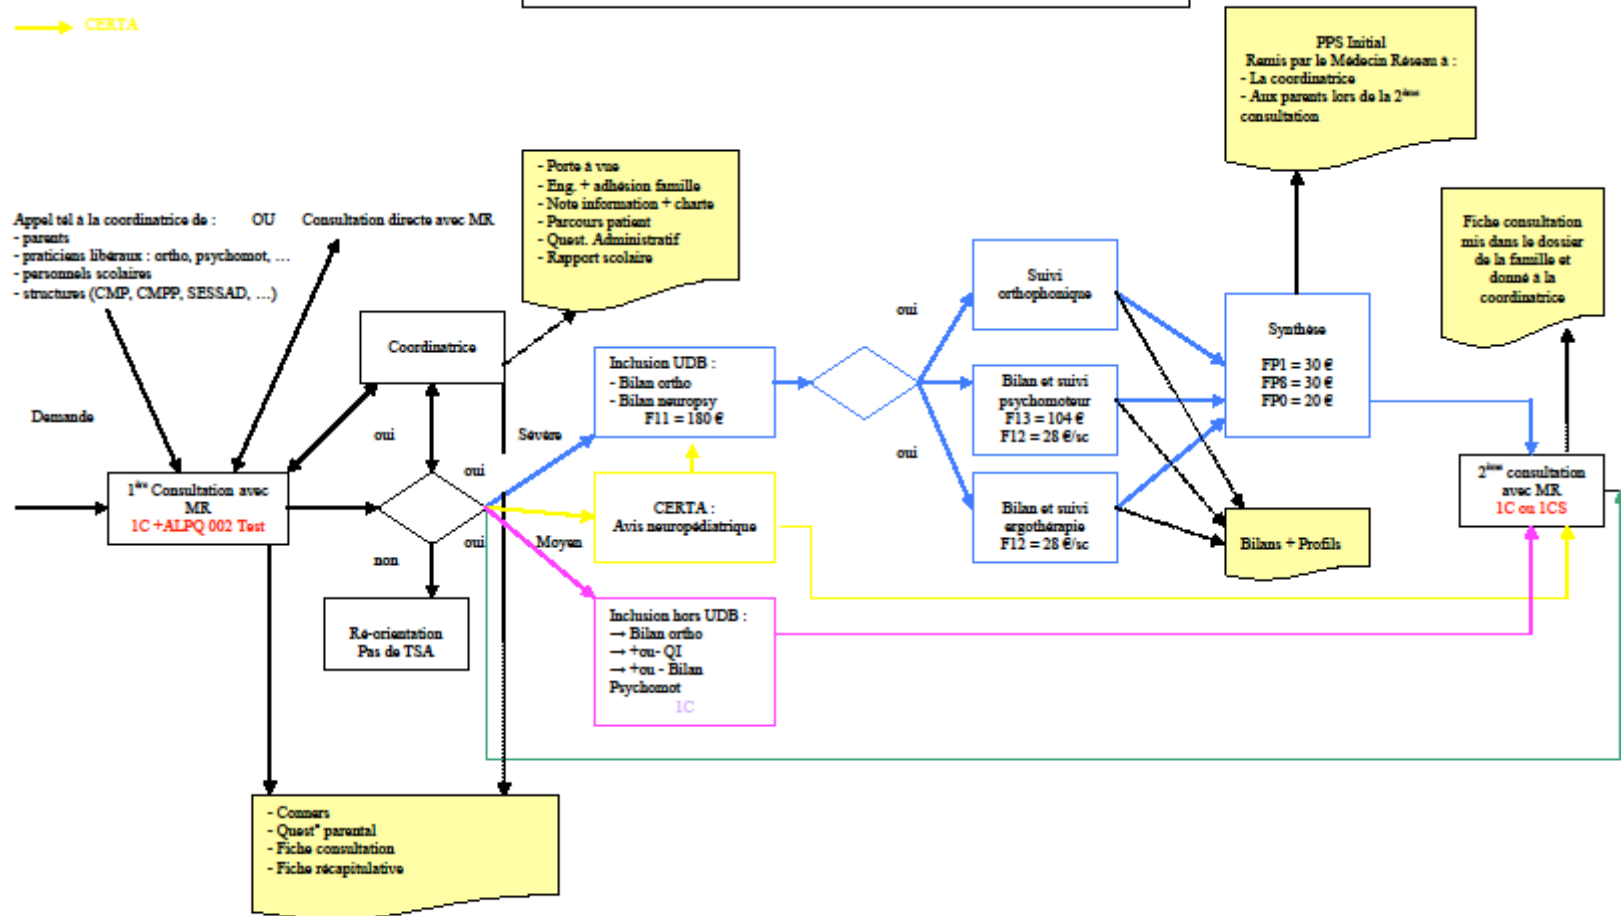 CERTA
PPS Initial
Remis par le Médecin Réseau à :
- La coordinatrice
- Aux parents lors de la 2ème
consultation
- Porte à vue
- Eng. + adhésion famille
- Note information + charte
- Parcours patient
- Quest. Administratif
- Rapport scolaire
Appel tél à la coordinatrice de : OU Consultation directe avec MR
- parents
- praticiens libéraux : ortho, psychomot, …
- personnels scolaires
- structures (CMP, CMPP, SESSAD, …)
Fiche consultation
mis dans le dossier
de la famille et
donné à la
coordinatrice
Coordinatrice
Demande
oui
oui
oui
non
Sévère
Moyen
1ère Consultation avec
MR
1C +ALPQ 002 Test
Ré-orientation
Pas de TSA
Inclusion UDB :
- Bilan ortho
- Bilan neuropsy
F11 = 180 €
CERTA :
Avis neuropédiatrique
Inclusion hors UDB :
→ Bilan ortho
→ +ou- QI
→ +ou - Bilan
Psychomot
1C
oui
oui
Suivi
orthophonique
Bilan et suivi
psychomoteur
F13 = 104 €
F12 = 28 €/sc
Bilan et suivi
ergothérapie
F12 = 28 €/sc
Synthèse
FP1 = 30 €
FP8 = 30 €
FP0 = 20 €
Bilans + Profils
2ème consultation
avec MR
1C ou 1CS
- Conners
- Quest° parental
- Fiche consultation
- Fiche récapitulative